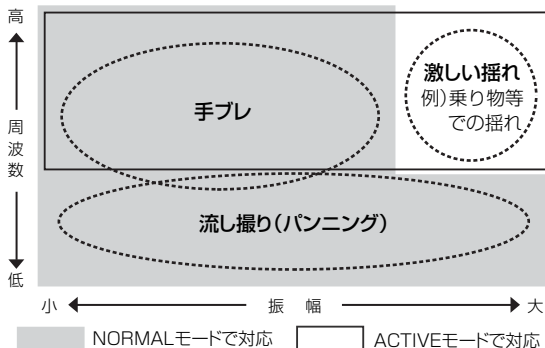 高
周波数
低
手ブレ
激しい揺れ
例)乗り物等
での揺れ
流し撮り(パンニング)
小
振 幅
大
NORMALモードで対応
ACTIVEモードで対応